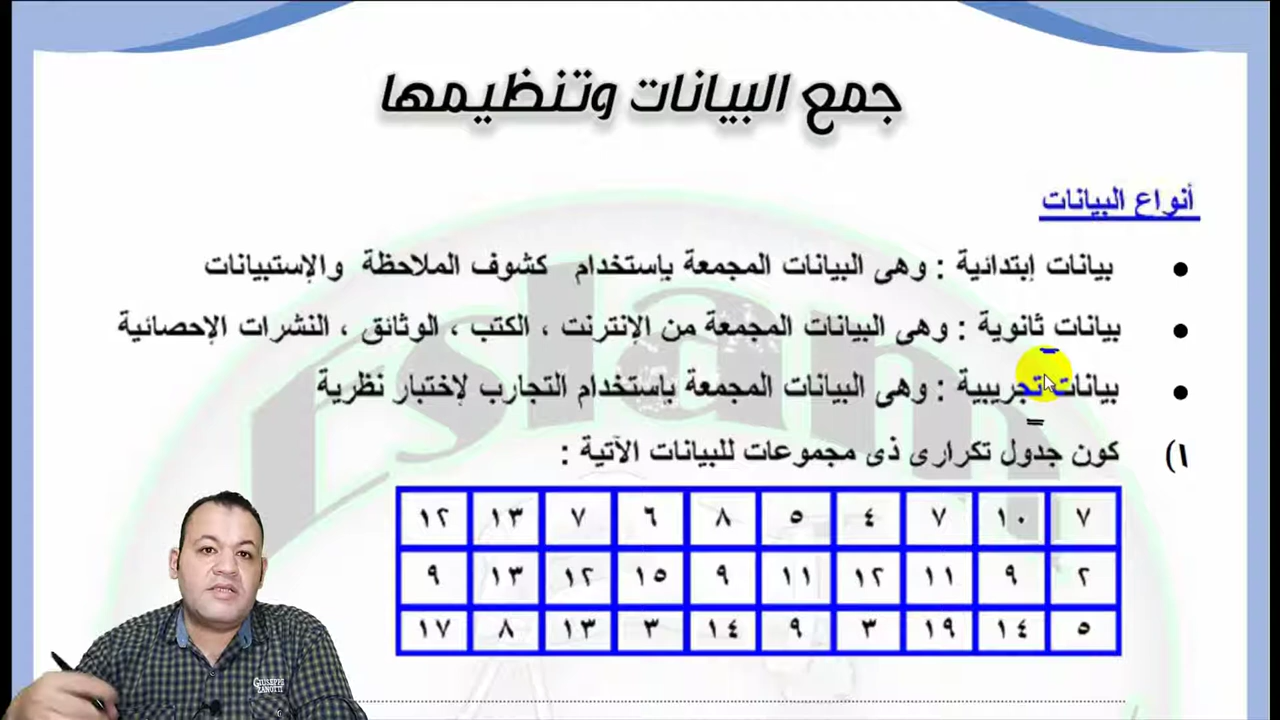 جمع البيانات وتنظيمها
أنواع البيانات
• بيانات إبتدائية : وهى البيانات المجمعة بإستخدام كشوف الملاحظة والإستبيانات
• بيانات ثانوية : وهى البيانات المجمعة من الإنترنت ، الكتب ، الوثائق ، النشرات الإحصائية
• بيانات تجريبية : وهى البيانات المجمعة بإستخدام التجارب لإختبار نظرية
١) كون جدول تكرارى ذى مجموعات للبيانات الآتية :
٧ ١٠ ٧ ٤ ٥ ٨ ٦ ٧ ١٣ ١٢
٢ ٩ ١١ ١٢ ١١ ٩ ١٥ ١٢ ١٣ ٩
٥ ١٤ ١٩ ٣ ٩ ١٤ ٣ ١٣ ٨ ١٧
Islam
GIUSEPPE
ZANOTTI